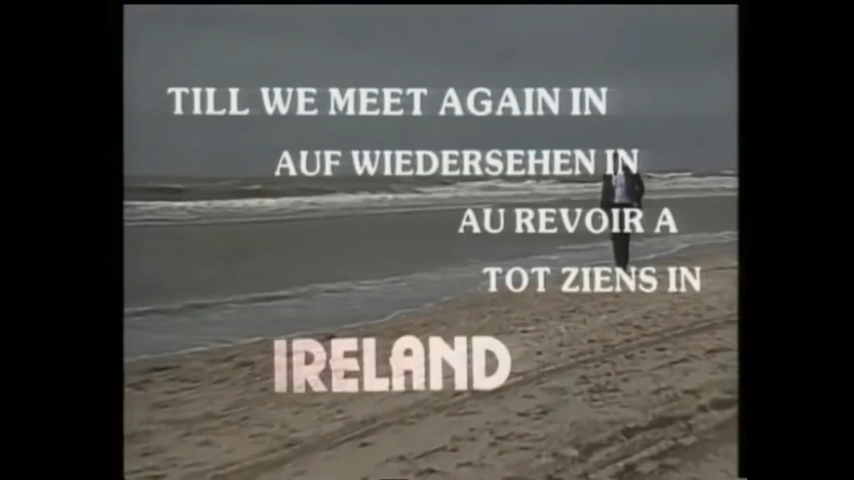 TILL WE MEET AGAIN IN
AUF WIEDERSEHEN IN
AU REVOIR A
TOT ZIENS IN
IRELAND